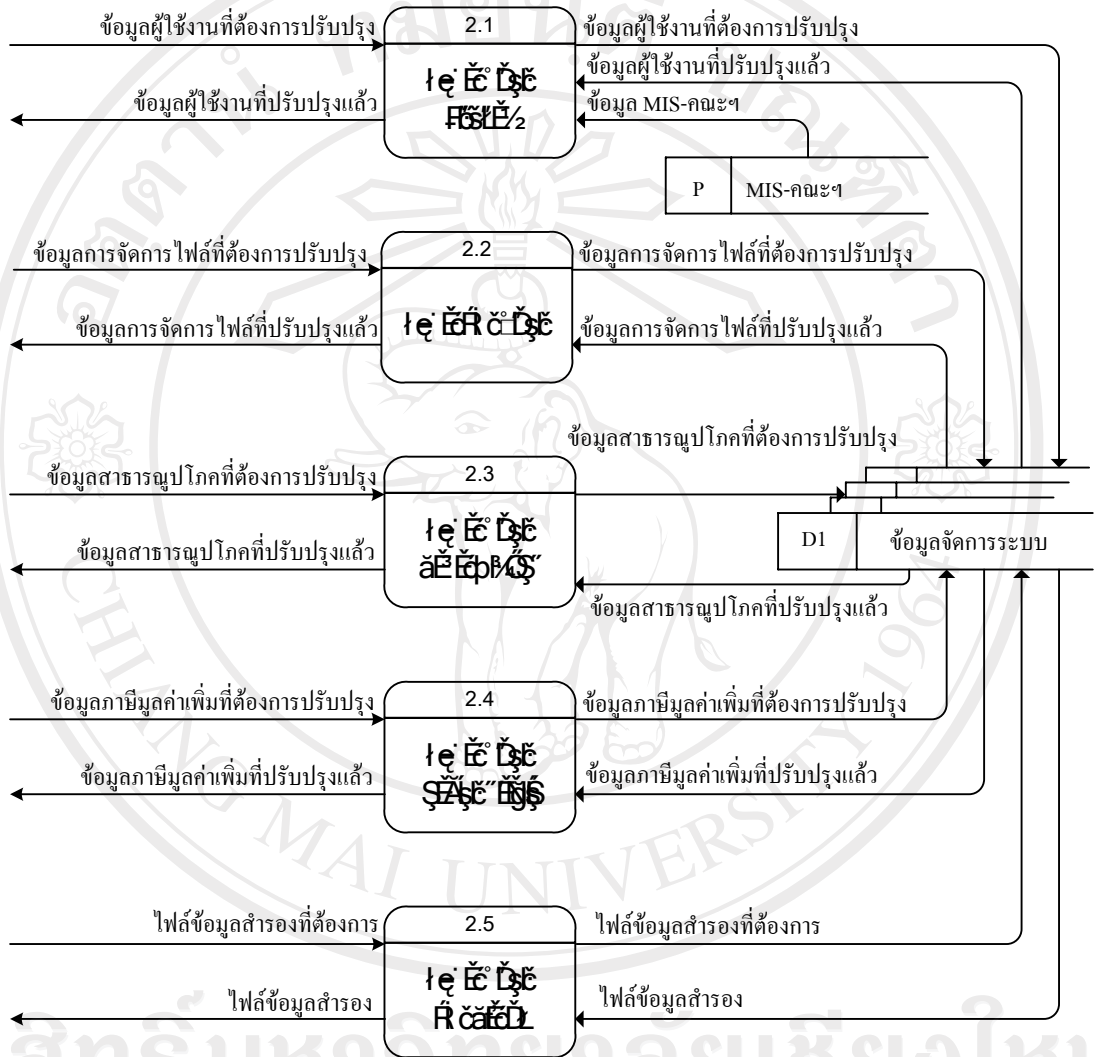 ข้อมูลผู้ใช้งานที่ต้องการปรับปรุง
2.1
ข้อมูลผู้ใช้งานที่ต้องการปรับปรุง
ข้อมูลผู้ใช้งานที่ปรับปรุงแล้ว
ข้อมูลผู้ใช้งานที่ปรับปรุงแล้ว
ข้อมูล MIS-คณะฯ
P
MIS-คณะฯ
ข้อมูลการจัดการไฟล์ที่ต้องการปรับปรุง
2.2
ข้อมูลการจัดการไฟล์ที่ต้องการปรับปรุง
ข้อมูลการจัดการไฟล์ที่ปรับปรุงแล้ว
ข้อมูลการจัดการไฟล์ที่ปรับปรุงแล้ว
ข้อมูลสาธารณูปโภคที่ต้องการปรับปรุง
ข้อมูลสาธารณูปโภคที่ต้องการปรับปรุง
2.3
D1
ข้อมูลจัดการระบบ
ข้อมูลสาธารณูปโภคที่ปรับปรุงแล้ว
ข้อมูลสาธารณูปโภคที่ปรับปรุงแล้ว
ข้อมูลภาษีมูลค่าเพิ่มที่ต้องการปรับปรุง
2.4
ข้อมูลภาษีมูลค่าเพิ่มที่ต้องการปรับปรุง
ข้อมูลภาษีมูลค่าเพิ่มที่ปรับปรุงแล้ว
ข้อมูลภาษีมูลค่าเพิ่มที่ปรับปรุงแล้ว
ไฟล์ข้อมูลสำรองที่ต้องการ
2.5
ไฟล์ข้อมูลสำรองที่ต้องการ
ไฟล์ข้อมูลสำรอง
ไฟล์ข้อมูลสำรอง
CHIANG MAI UNIVERSITY 1964